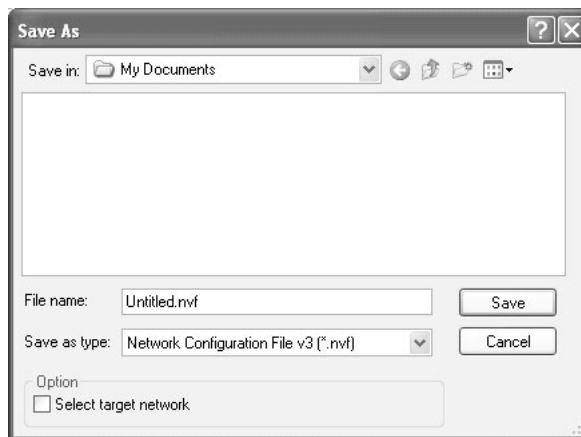 Save As
Save in: My Documents
File name: Untitled.nvf Save
Save as type: Network Configuration File v3 (*.nvf) Cancel
Option
Select target network